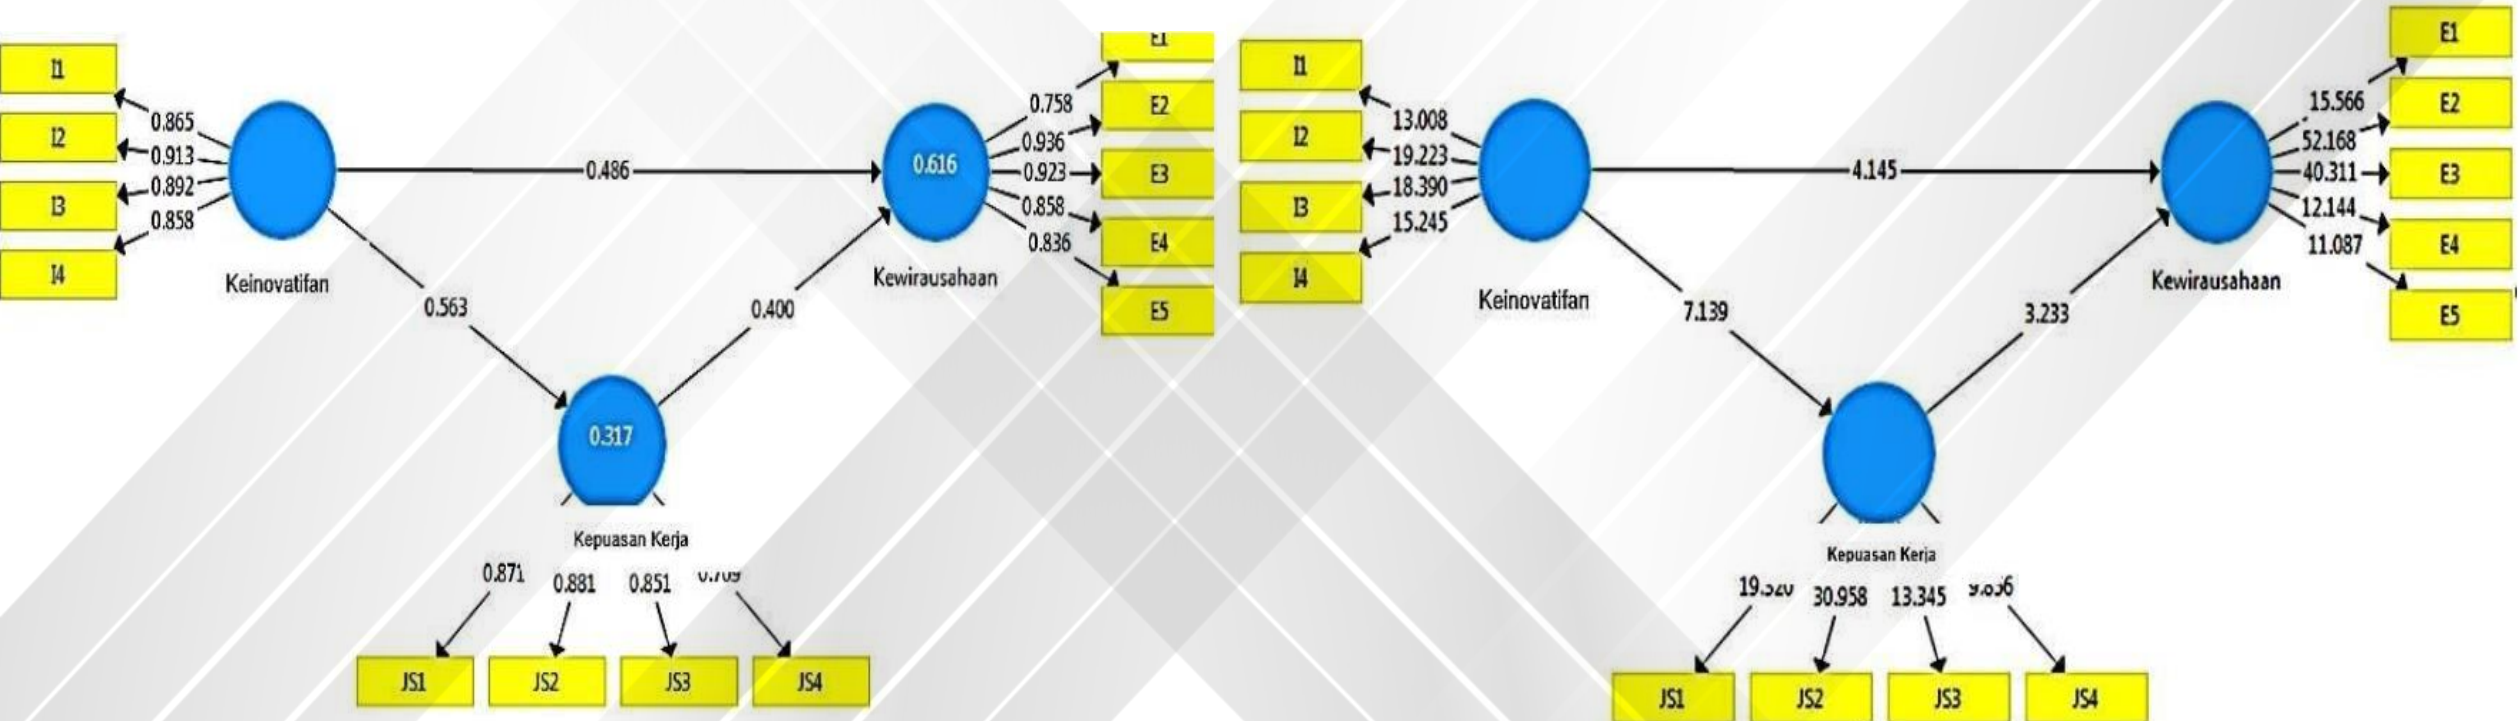 I1
I2
I3
I4
0.865
0.913
0.892
0.858
Keinovatifan
0.486
0.563
0.400
0.616
Kewirausahaan
0.758
0.936
0.923
0.858
0.836
E1
E2
E3
E4
E5
0.317
Kepuasan Kerja
0.871
0.881
0.851
JS1
JS2
JS3
JS4
I1
I2
I3
I4
13.008
19.223
18.390
15.245
Keinovatifan
4.145
7.139
3.233
Kewirausahaan
15.566
52.168
40.311
12.144
11.087
E1
E2
E3
E4
E5
Kepuasan Kerja
30.958
13.345
JS1
JS2
JS3
JS4